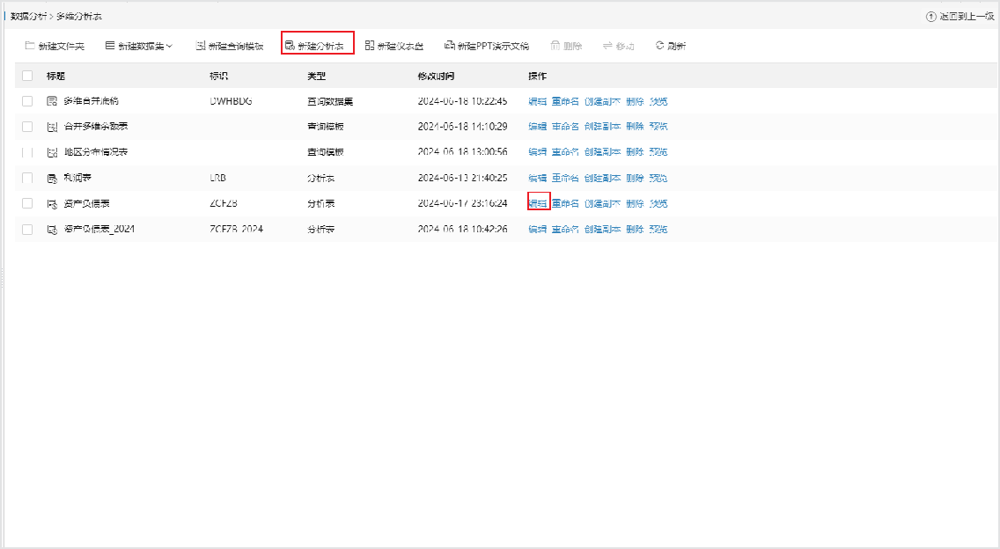 数据分析 > 多维分析表 返回到上一级
新建文件夹 新建数据集 新建查询模板 新建分析表 新建仪表盘 新建PPT演示文稿 删除 移动 刷新
标题 标识 类型 修改时间 操作
多维合并底稿 DWHBDG 查询数据集 2024-06-18 10:22:45 编辑 重命名 创建副本 删除 预览
合并多维余数表 查询模板 2024-06-18 14:10:29 编辑 重命名 创建副本 删除 预览
地区分布情况表 查询模板 2024-06-18 13:00:56 编辑 重命名 创建副本 删除 预览
利润表 LRB 分析表 2024-06-13 21:40:25 编辑 重命名 创建副本 删除 预览
资产负债表 ZCFZB 分析表 2024-06-17 23:16:24 编辑 重命名 创建副本 删除 预览
资产负债表_2024 ZCFZB_2024 分析表 2024-06-18 10:42:26 编辑 重命名 创建副本 删除 预览